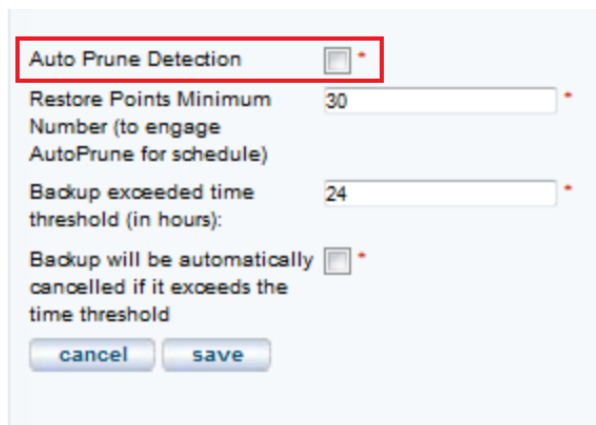 Auto Prune Detection *
Restore Points Minimum 30 *
Number (to engage
AutoPrune for schedule)
Backup exceeded time 24 *
threshold (in hours):
Backup will be automatically *
cancelled if it exceeds the
time threshold
cancel save